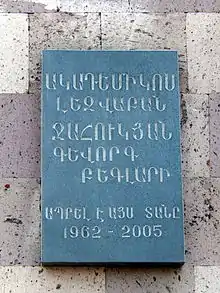 ԱԿԱԴԵՄԻԿՈՍ
ԼԵԶՎԱԲԱՆ
ՋԱՀՈՒԿՅԱՆ
ԳԵՎՈՐԳ
ԲԵԳԼԱՐԻ
ԱՊՐԵԼ Է ԱՅՍ ՏԱՆԸ
1962 - 2005